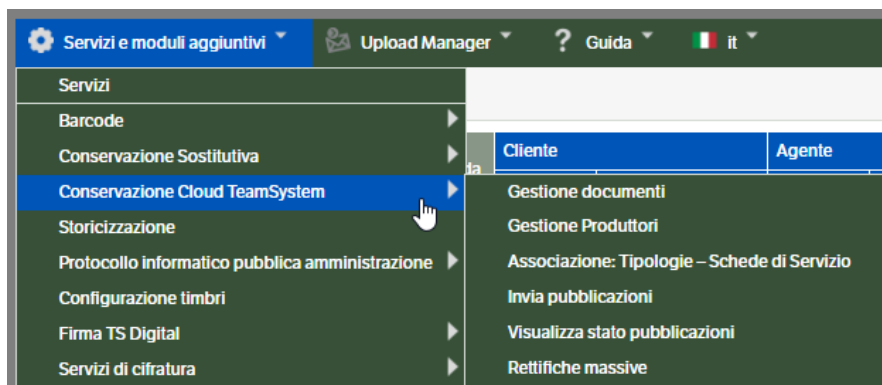 Servizi e moduli aggiuntivi
Upload Manager
? Guida
it
Servizi
Barcode
Conservazione Sostitutiva
Conservazione Cloud TeamSystem
Storicizzazione
Protocollo informatico pubblica amministrazione
Configurazione timbri
Firma TS Digital
Servizi di cifratura
da
Cliente
Agente
Gestione documenti
Gestione Produttori
Associazione: Tipologie – Schede di Servizio
Invia pubblicazioni
Visualizza stato pubblicazioni
Rettifiche massive